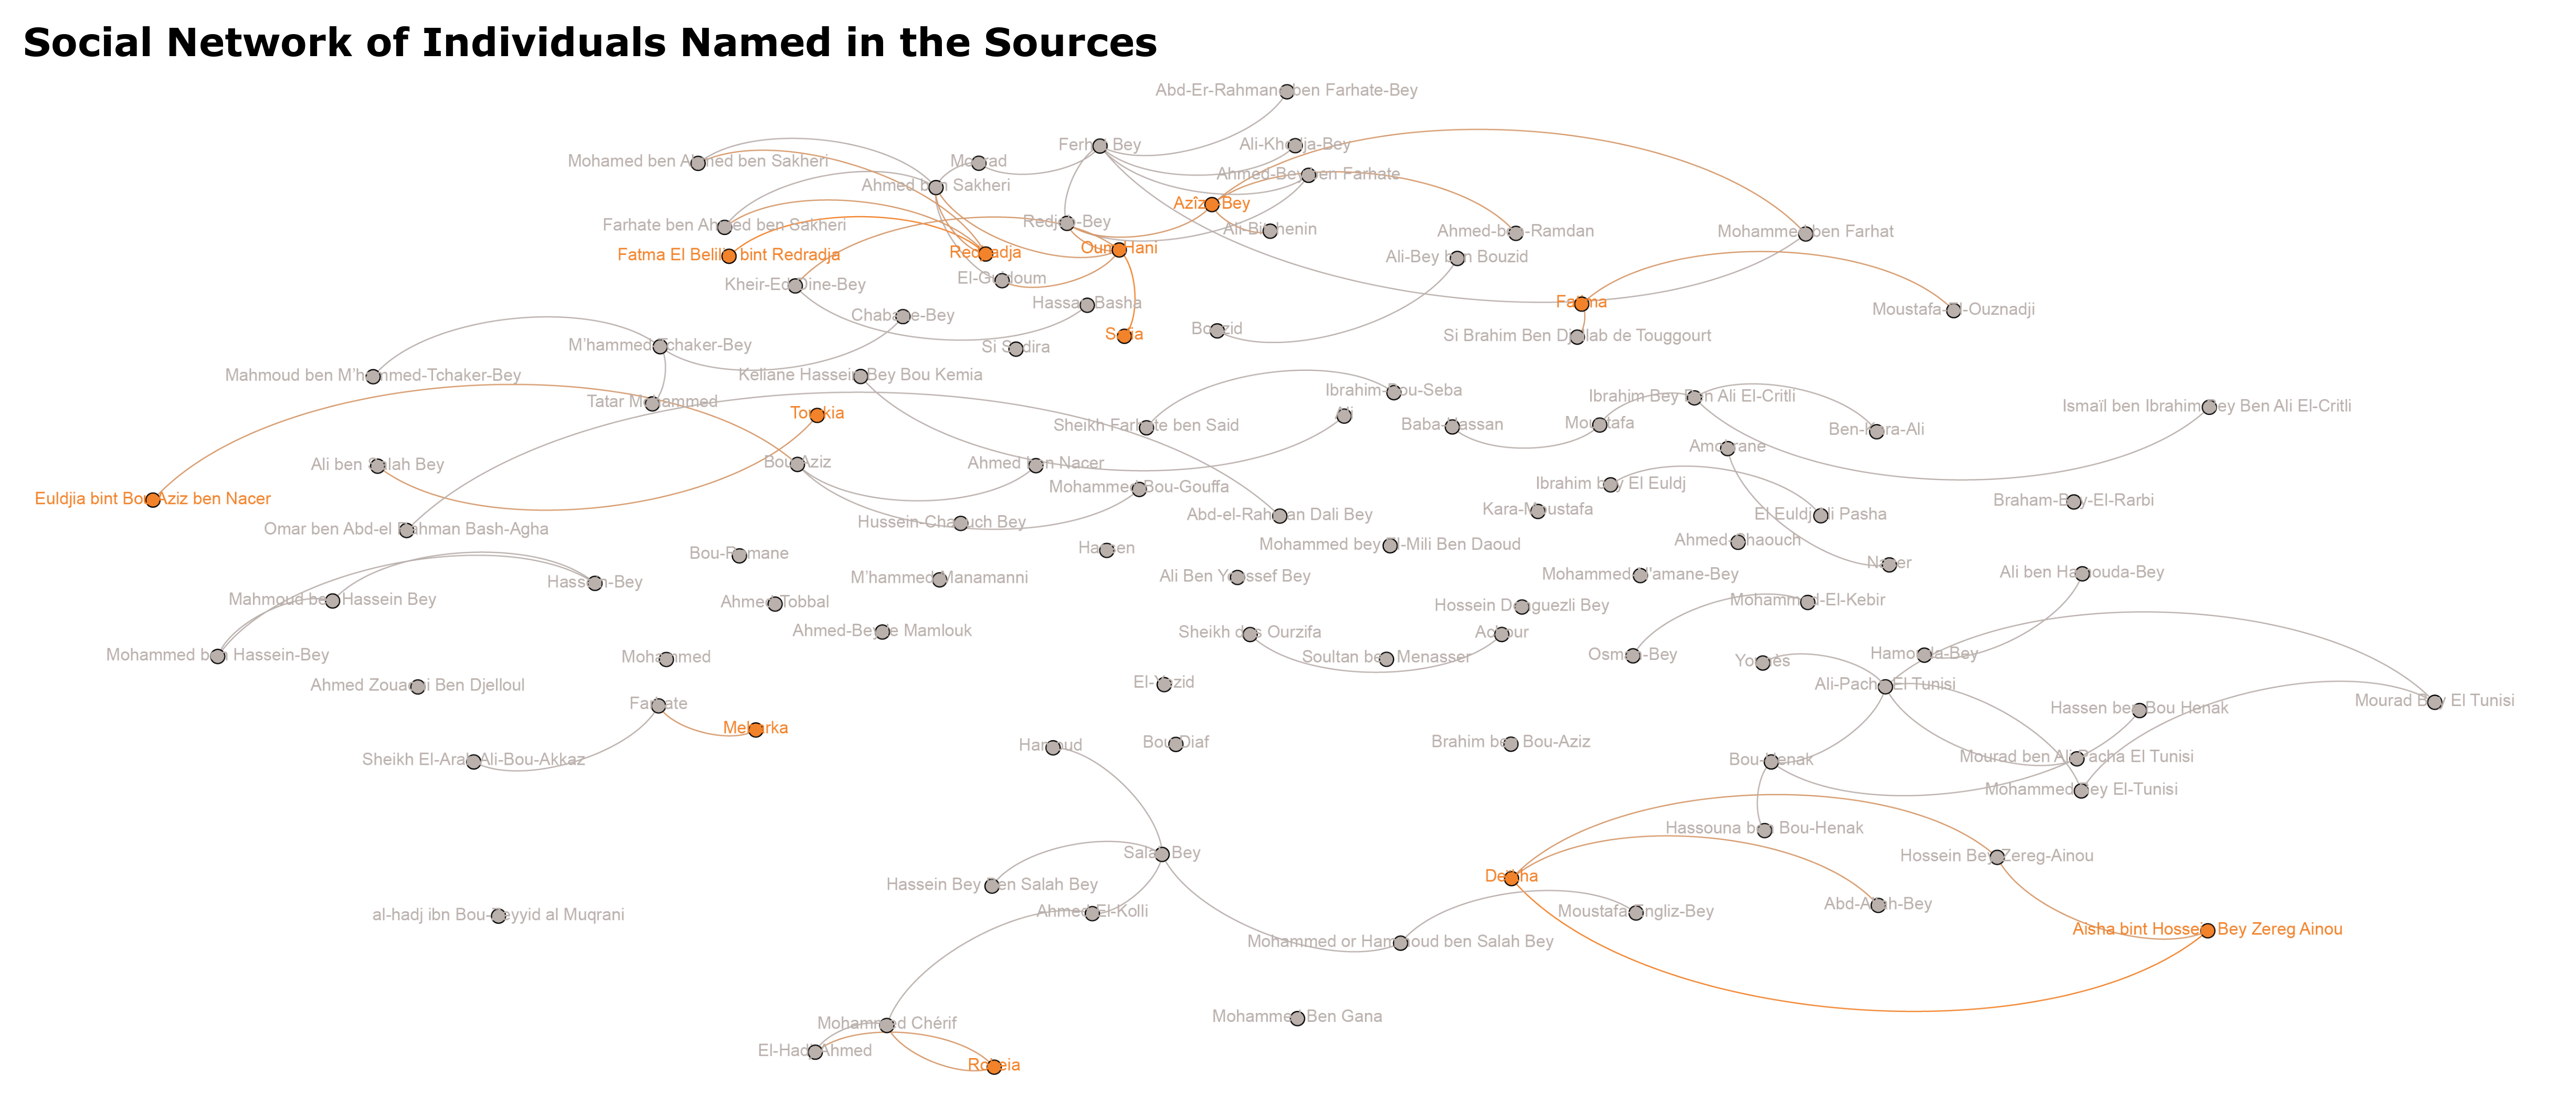 Social Network of Individuals Named in the Sources
Abd-Er-Rahmane ben Farhate-Bey
Ferhat Bey
Ali-Khodja-Bey
Mohamed ben Ahmed ben Sakheri
Mourad
Ahmed-Bey ben Farhate
Ahmed ben Sakheri
Azîza Bey
Redjeb-Bey
Farhate ben Ahmed ben Sakheri
Ali-Bitchenin
Ahmed-ben-Ramdan
Mohammed ben Farhat
Oum Hani
Redjradja
Fatma El Belilia bint Redradja
Ali-Bey ben Bouzid
El-Guidoum
Kheir-Ed-Dine-Bey
Hassan Basha
Fatima
Moustafa-El-Ouznadji
Chabane-Bey
Bouzid
Safia
Si Brahim Ben Djellab de Touggourt
M'hammed-Tchaker-Bey
Si Sadira
Mahmoud ben M'hammed-Tchaker-Bey
Keliane Hassein Bey Bou Kemia
Ibrahim-Bou-Seba
Ibrahim Bey Ben Ali El-Critli
Tatar Mohammed
Ismaïl ben Ibrahim Bey Ben Ali El-Critli
Tourkia
Ali
Sheikh Farhate ben Said
Baba-Hassan
Moustafa
Ben-Kara-Ali
Amokrane
Ali ben Salah Bey
Bou Aziz
Ahmed ben Nacer
Mohammed Bou-Gouffa
Ibrahim bey El Euldj
Euldjia bint Bou Aziz ben Nacer
Braham-Bey-El-Rarbi
Kara-Moustafa
Abd-el-Rahman Dali Bey
El Euldj Ali Pasha
Hussein-Chaouch Bey
Omar ben Abd-el Rahman Bash-Agha
Ahmed-Chaouch
Mohammed bey El-Mili Ben Daoud
Hassen
Bou-Romane
Nacer
Ali ben Hamouda-Bey
Mohammed-N'amane-Bey
Ali Ben Youssef Bey
M'hammed Manamanni
Hassein-Bey
Mahmoud ben Hassein Bey
Ahmed Tobbal
Mohammed-El-Kebir
Hossein Denguezli Bey
Ahmed-Bey le Mamlouk
Sheikh des Ourzifa
Achour
Mohammed ben Hassein-Bey
Mohammed
Soultan ben Menasser
Osman-Bey
Hamouda-Bey
Younès
Ahmed Zouaoui Ben Djelloul
El-Yezid
Ali-Pacha El Tunisi
Mourad Bey El Tunisi
Farhate
Hassen ben Bou Henak
Meberka
Hamoud
Bou Diaf
Brahim ben Bou-Aziz
Sheikh El-Arab Ali-Bou-Akkaz
Bou-Henak
Mourad ben Ali Pacha El Tunisi
Mohammed Bey El-Tunisi
Hassouna ben Bou-Henak
Salah Bey
Hossein Bey Zereg-Ainou
Hassein Bey Ben Salah Bey
Abd-Allah-Bey
al-hadj ibn Bou-Zeyyid al Muqrani
Ahmed El-Kolli
Moustafa Engliz-Bey
Aïsha bint Hossein Bey Zereg Ainou
Mohammed or Hammoud ben Salah Bey
Mohammed Ben Gana
Mohammed Chérif
El-Hadj Ahmed